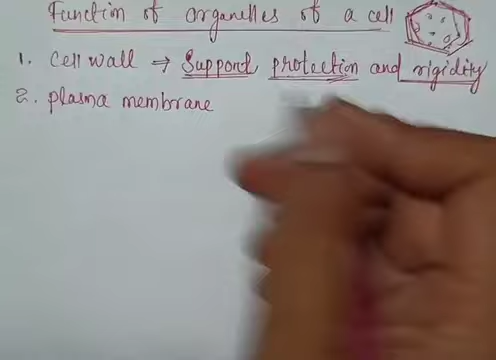 Function of organelles of a cell
1. cell wall → Support, protection and rigidity
2. plasma membrane